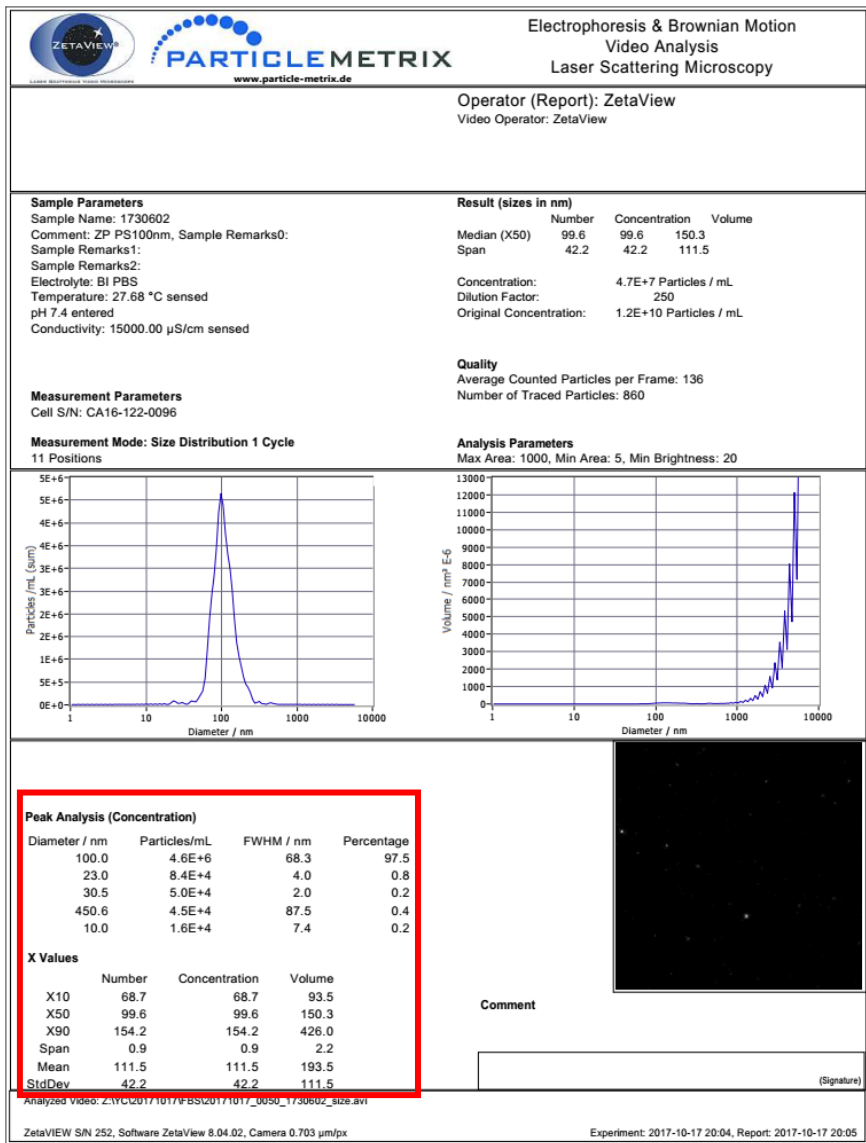 ZETAVIEW®
LASER SCATTERING VIDEO MICROSCOPE
PARTICLE METRIX
www.particle-metrix.de
Electrophoresis & Brownian Motion
Video Analysis
Laser Scattering Microscopy
Operator (Report): ZetaView
Video Operator: ZetaView
Sample Parameters
Sample Name: 1730602
Comment: ZP PS100nm, Sample Remarks0:
Sample Remarks1:
Sample Remarks2:
Electrolyte: BI PBS
Temperature: 27.68 °C sensed
pH 7.4 entered
Conductivity: 15000.00 µS/cm sensed
Measurement Parameters
Cell S/N: CA16-122-0096
Measurement Mode: Size Distribution 1 Cycle
11 Positions
Result (sizes in nm)
Number Concentration Volume
Median (X50) 99.6 99.6 150.3
Span 42.2 42.2 111.5
Concentration: 4.7E+7 Particles / mL
Dilution Factor: 250
Original Concentration: 1.2E+10 Particles / mL
Quality
Average Counted Particles per Frame: 136
Number of Traced Particles: 860
Analysis Parameters
Max Area: 1000, Min Area: 5, Min Brightness: 20
Particles /mL (sum)
5E+6
5E+6
4E+6
4E+6
3E+6
3E+6
2E+6
2E+6
1E+6
5E+5
0E+0
1 10 100 1000 10000
Diameter / nm
Volume / nm³ E-6
13000
12000
11000
10000
9000
8000
7000
6000
5000
4000
3000
2000
1000
0
1 10 100 1000 10000
Diameter / nm
Peak Analysis (Concentration)
Diameter / nm Particles/mL FWHM / nm Percentage
100.0 4.6E+6 68.3 97.5
23.0 8.4E+4 4.0 0.8
30.5 5.0E+4 2.0 0.2
450.6 4.5E+4 87.5 0.4
10.0 1.6E+4 7.4 0.2
X Values
Number Concentration Volume
X10 68.7 68.7 93.5
X50 99.6 99.6 150.3
X90 154.2 154.2 426.0
Span 0.9 0.9 2.2
Mean 111.5 111.5 193.5
StdDev 42.2 42.2 111.5
Comment
(Signature)
Analyzed Video: Z:\YC\20171017\FBS\20171017_0050_1730602_size.avi
ZetaVIEW S/N 252, Software ZetaView 8.04.02, Camera 0.703 µm/px
Experiment: 2017-10-17 20:04, Report: 2017-10-17 20:05